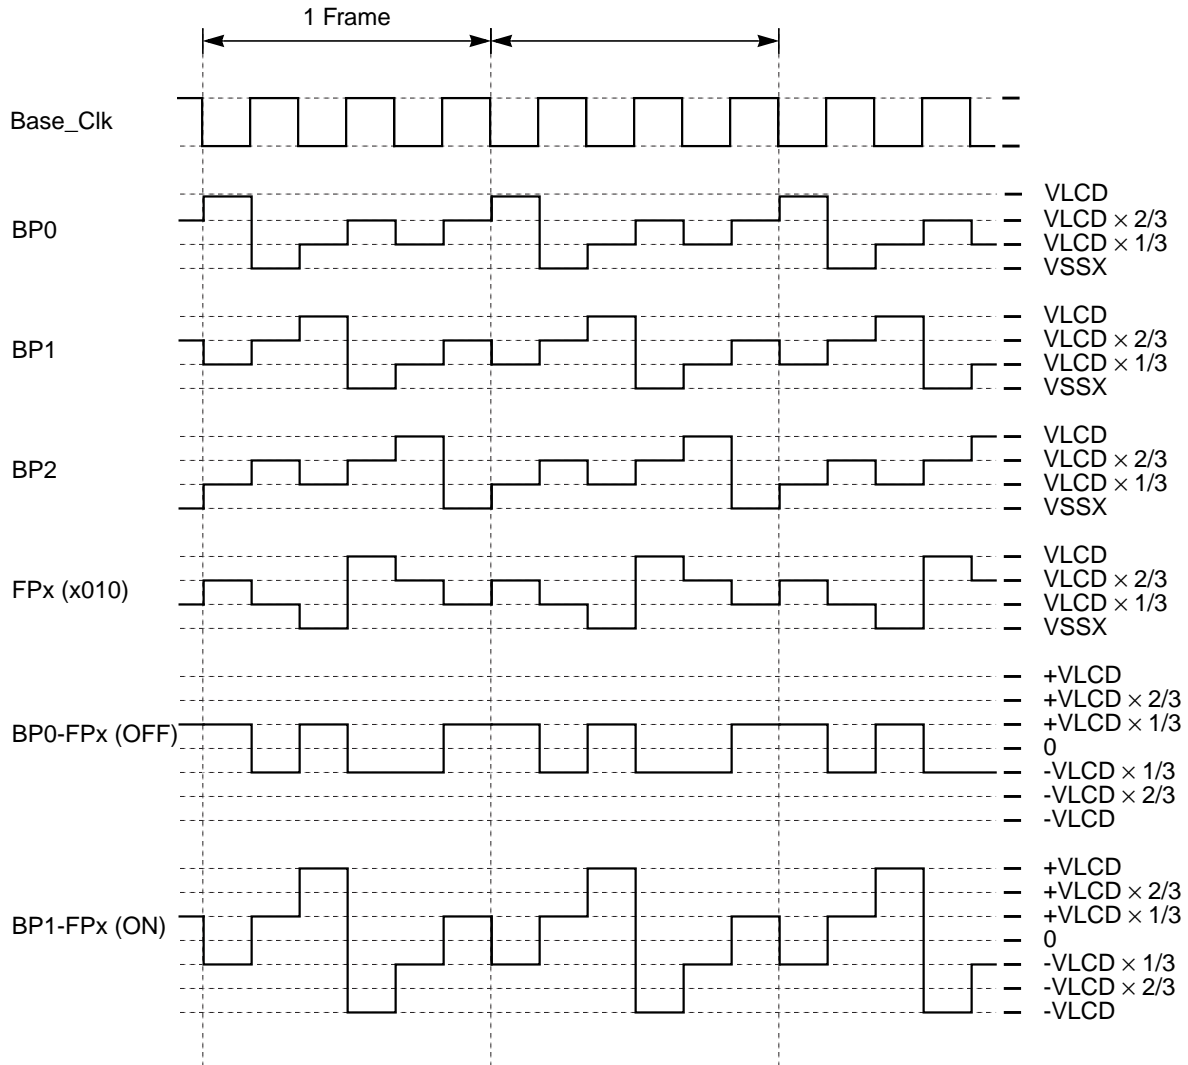 1 Frame
Base_Clk
BP0
VLCD
VLCD × 2/3
VLCD × 1/3
VSSX
BP1
VLCD
VLCD × 2/3
VLCD × 1/3
VSSX
BP2
VLCD
VLCD × 2/3
VLCD × 1/3
VSSX
FPx (x010)
VLCD
VLCD × 2/3
VLCD × 1/3
VSSX
BP0-FPx (OFF)
+VLCD
+VLCD × 2/3
+VLCD × 1/3
0
-VLCD × 1/3
-VLCD × 2/3
-VLCD
BP1-FPx (ON)
+VLCD
+VLCD × 2/3
+VLCD × 1/3
0
-VLCD × 1/3
-VLCD × 2/3
-VLCD